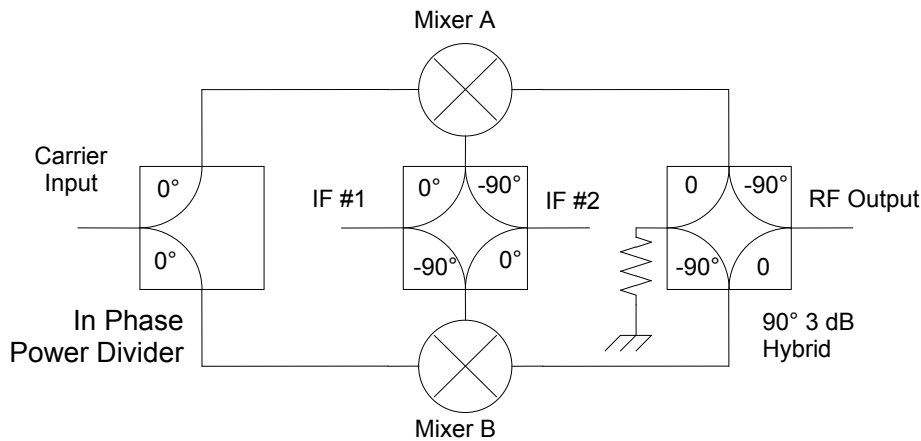 Mixer A
Carrier
Input
0°
0°
In Phase
Power Divider
IF #1
0°
-90°
-90°
0°
IF #2
0
-90°
-90°
0
RF Output
90° 3 dB
Hybrid
Mixer B